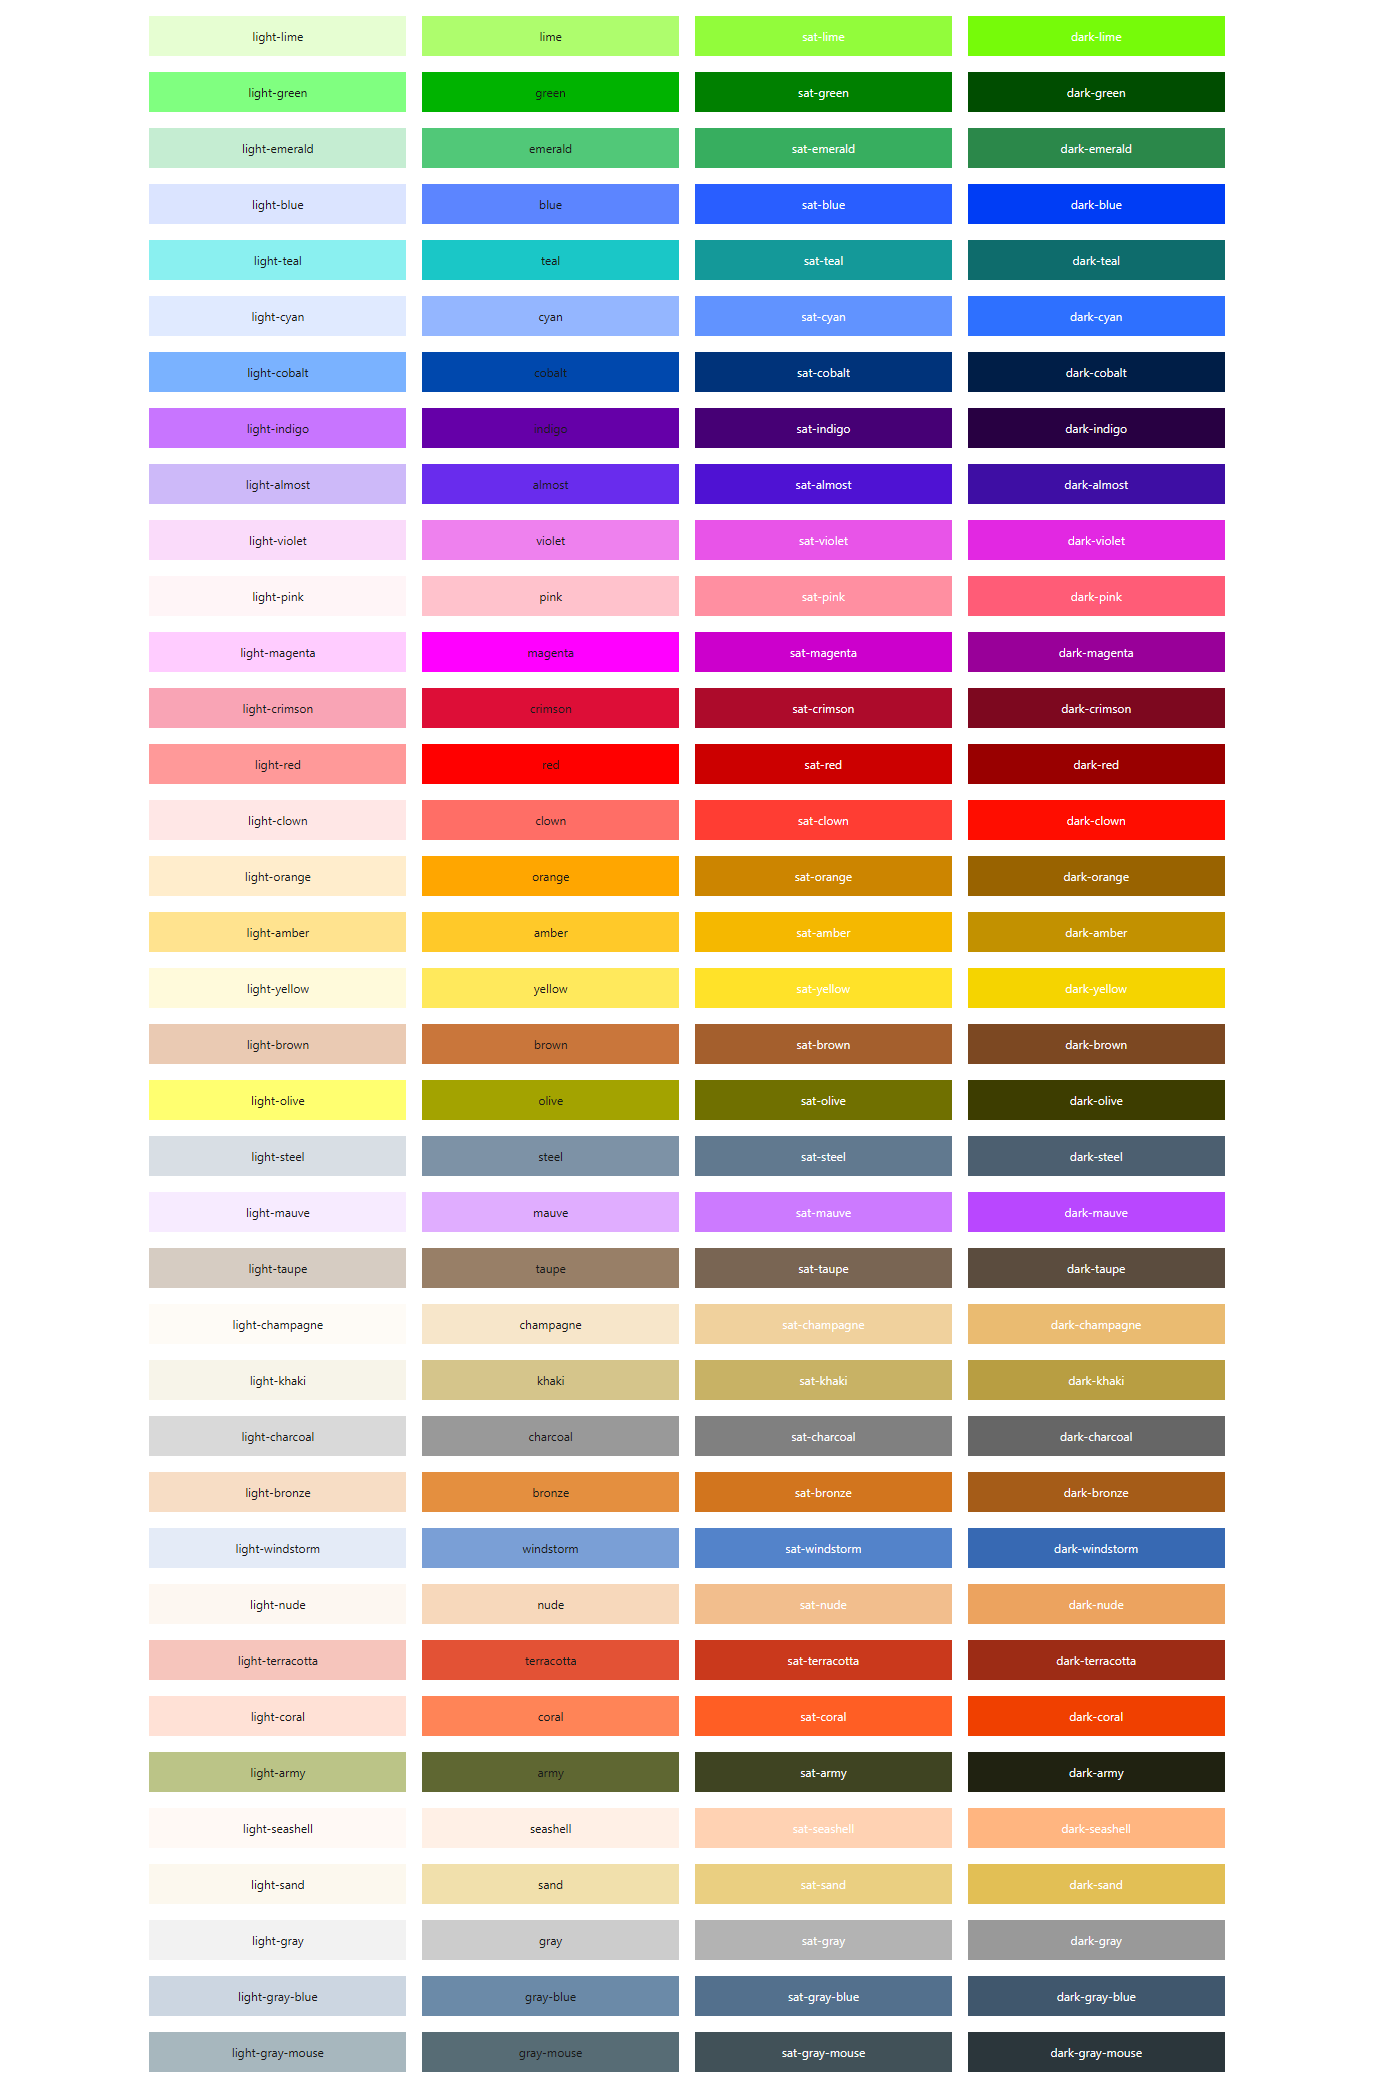 light-lime lime sat-lime dark-lime
light-green green sat-green dark-green
light-emerald emerald sat-emerald dark-emerald
light-blue blue sat-blue dark-blue
light-teal teal sat-teal dark-teal
light-cyan cyan sat-cyan dark-cyan
light-cobalt cobalt sat-cobalt dark-cobalt
light-indigo indigo sat-indigo dark-indigo
light-almost almost sat-almost dark-almost
light-violet violet sat-violet dark-violet
light-pink pink sat-pink dark-pink
light-magenta magenta sat-magenta dark-magenta
light-crimson crimson sat-crimson dark-crimson
light-red red sat-red dark-red
light-clown clown sat-clown dark-clown
light-orange orange sat-orange dark-orange
light-amber amber sat-amber dark-amber
light-yellow yellow sat-yellow dark-yellow
light-brown brown sat-brown dark-brown
light-olive olive sat-olive dark-olive
light-steel steel sat-steel dark-steel
light-mauve mauve sat-mauve dark-mauve
light-taupe taupe sat-taupe dark-taupe
light-champagne champagne sat-champagne dark-champagne
light-khaki khaki sat-khaki dark-khaki
light-charcoal charcoal sat-charcoal dark-charcoal
light-bronze bronze sat-bronze dark-bronze
light-windstorm windstorm sat-windstorm dark-windstorm
light-nude nude sat-nude dark-nude
light-terracotta terracotta sat-terracotta dark-terracotta
light-coral coral sat-coral dark-coral
light-army army sat-army dark-army
light-seashell seashell sat-seashell dark-seashell
light-sand sand sat-sand dark-sand
light-gray gray sat-gray dark-gray
light-gray-blue gray-blue sat-gray-blue dark-gray-blue
light-gray-mouse gray-mouse sat-gray-mouse dark-gray-mouse